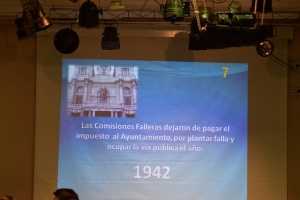 7
Las Comisiones Falleras dejaron de pagar el
impuesto al Ayuntamiento, por plantar falla y
ocupar la vía pública el año:
1942